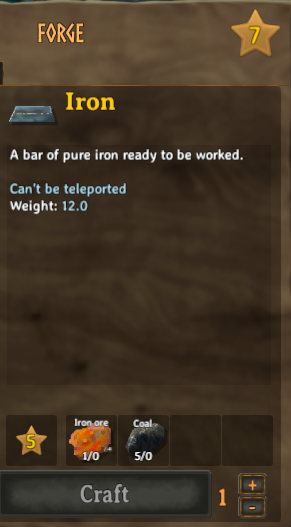 FORGE
7
Iron
A bar of pure iron ready to be worked.
Can't be teleported
Weight: 12.0
5
Iron ore
1/0
Coal
5/0
Craft
1
+
-